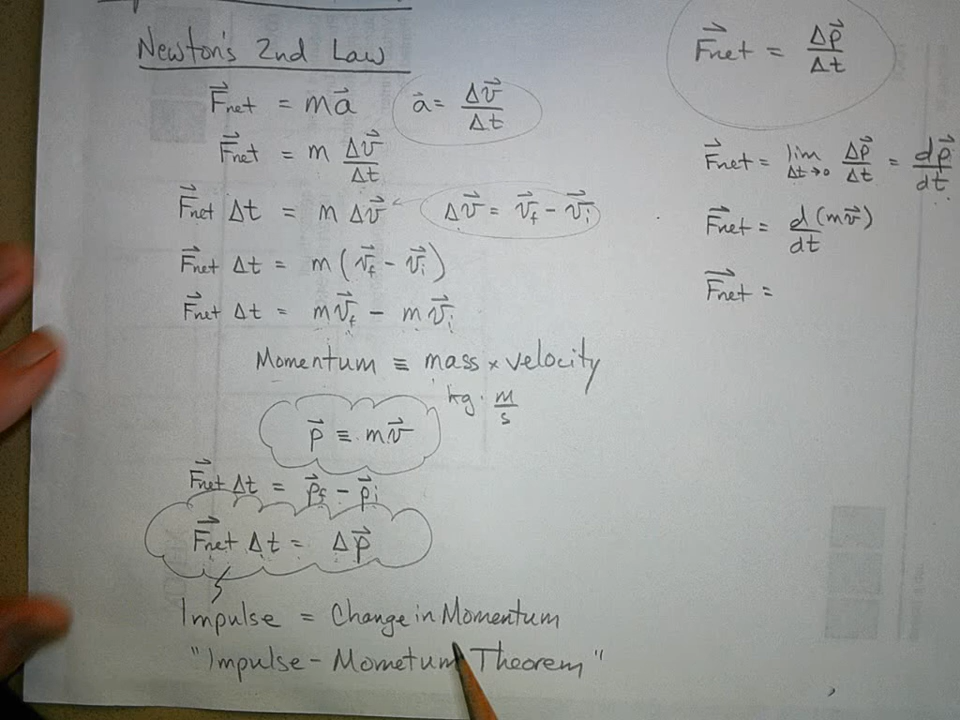 Newton's 2nd Law
F⃗net = ma⃗   a⃗ = Δv⃗/Δt
F⃗net = m Δv⃗/Δt
F⃗net Δt = m Δv⃗   Δv⃗ = v⃗f - v⃗i
F⃗net Δt = m(v⃗f - v⃗i)
F⃗net Δt = mv⃗f - mv⃗i
Momentum ≡ mass × velocity
kg · m/s
p⃗ ≡ mv⃗
F⃗net Δt = p⃗f - p⃗i
F⃗net Δt = Δp⃗
Impulse = Change in Momentum
"Impulse - Mometum Theorem"
F⃗net = Δp⃗/Δt
F⃗net = lim Δt→0 Δp⃗/Δt = dp⃗/dt
F⃗net = d(mv⃗)/dt
F⃗net =